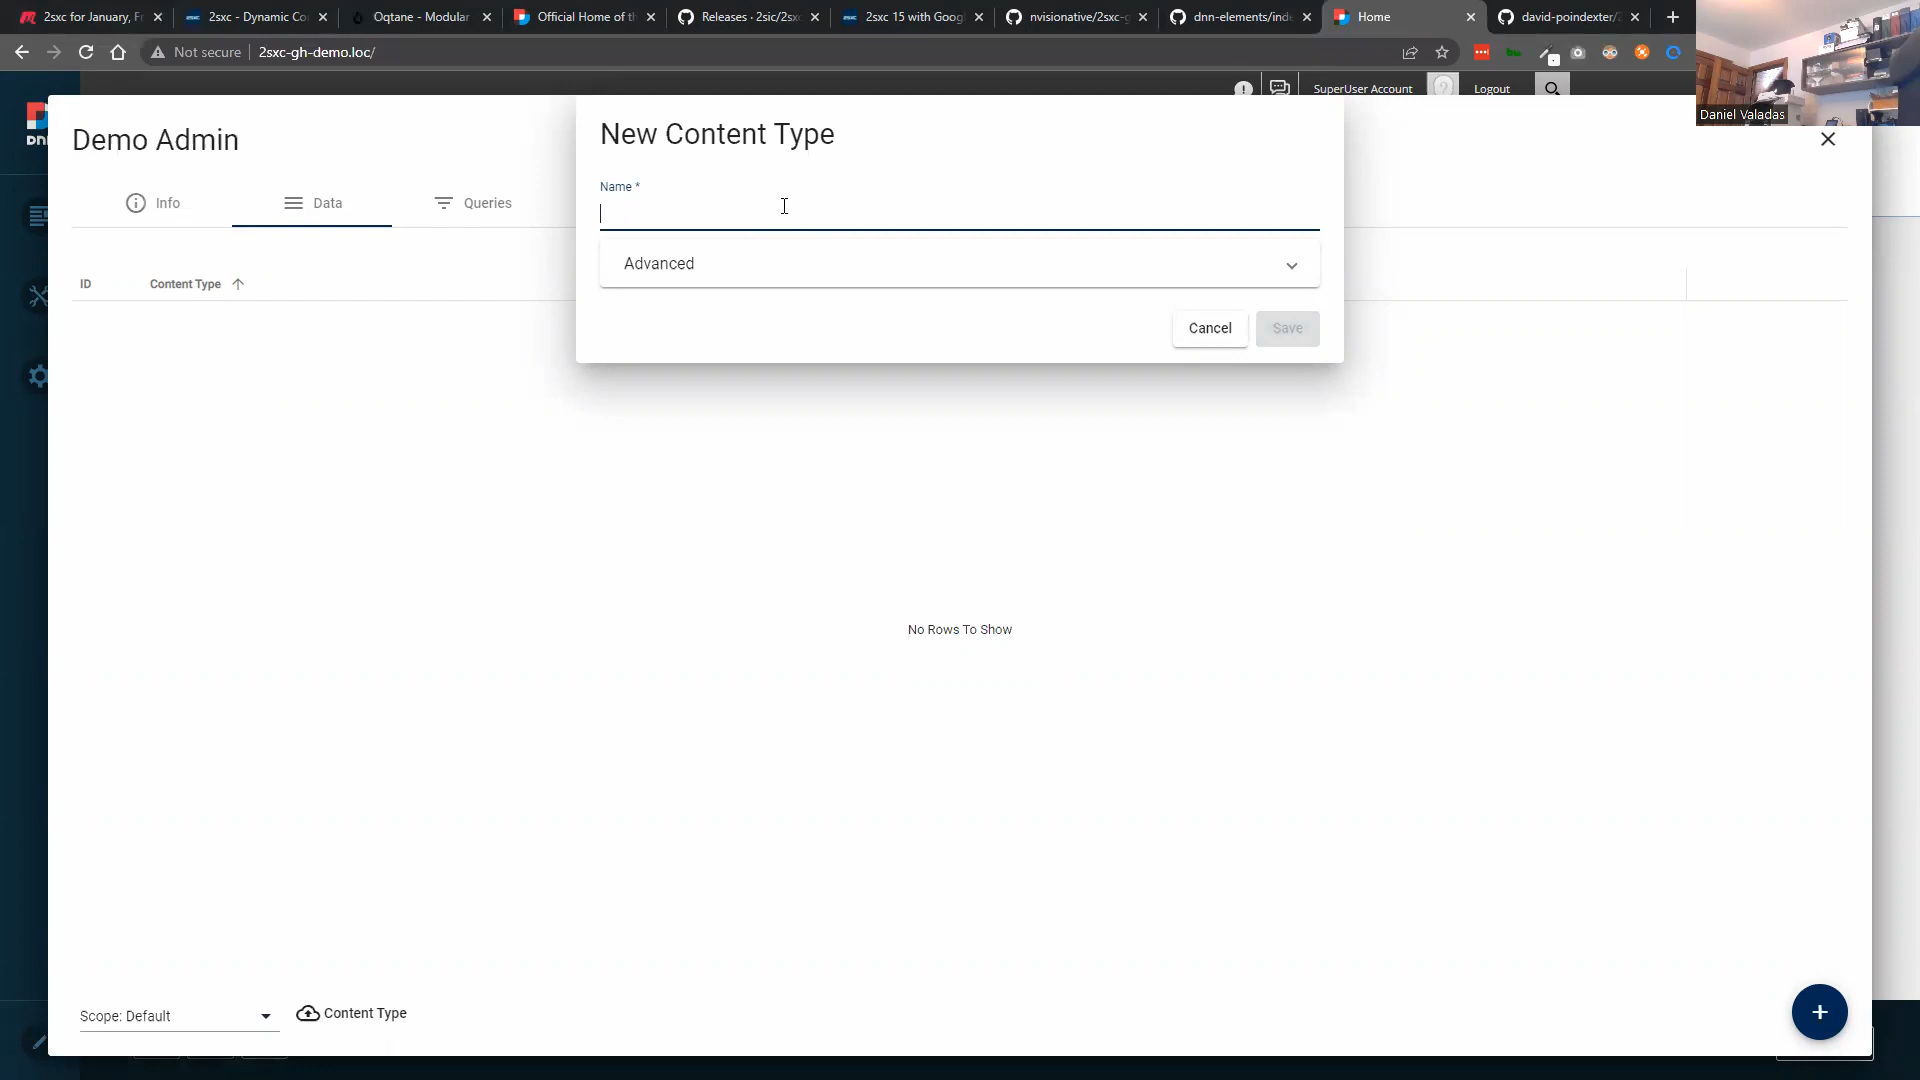 2sxc for January, Fr
2sxc - Dynamic Co
Oqtane - Modular
Official Home of th
Releases · 2sic/2sxc
2sxc 15 with Goog
nvisionative/2sxc-g
dnn-elements/inde
Home
david-poindexter/2
Not secure
2sxc-gh-demo.loc/
SuperUser Account
Logout
Daniel Valadas
Demo Admin
New Content Type
Info
Data
Queries
Name *
Advanced
Cancel
Save
ID
Content Type
No Rows To Show
Scope: Default
Content Type